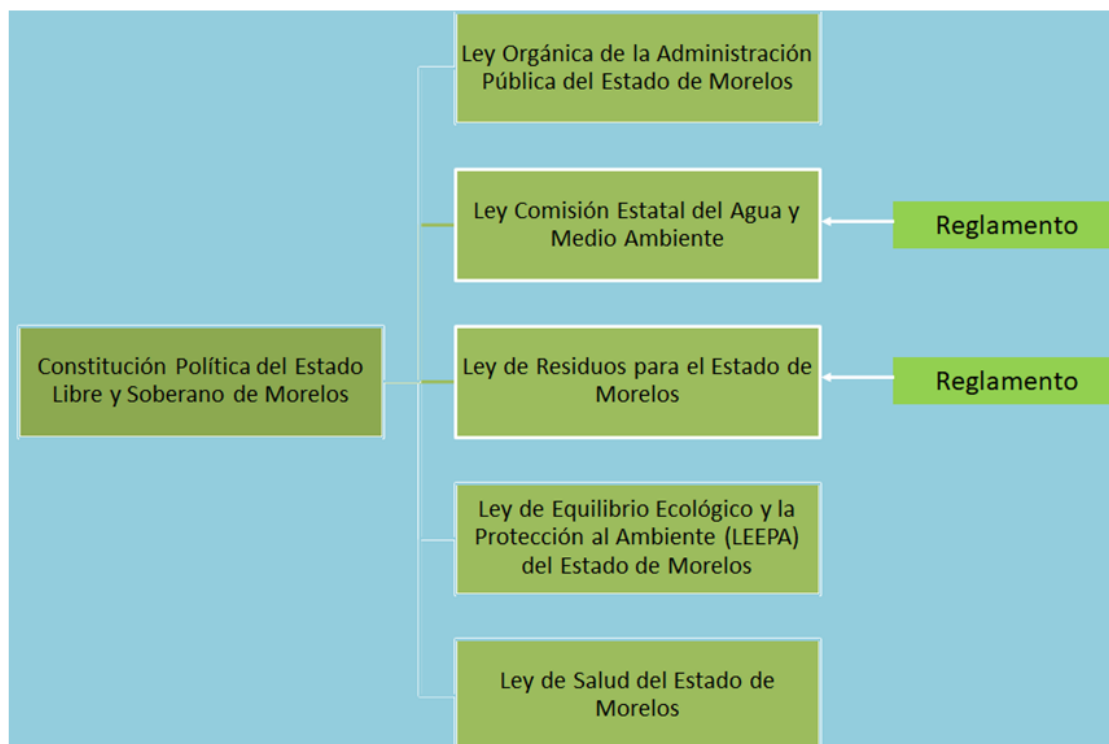 Ley Orgánica de la Administración
Pública del Estado de Morelos
Ley Comisión Estatal del Agua y
Medio Ambiente
Reglamento
Constitución Política del Estado
Libre y Soberano de Morelos
Ley de Residuos para el Estado de
Morelos
Reglamento
Ley de Equilibrio Ecológico y la
Protección al Ambiente (LEEPA)
del Estado de Morelos
Ley de Salud del Estado de
Morelos